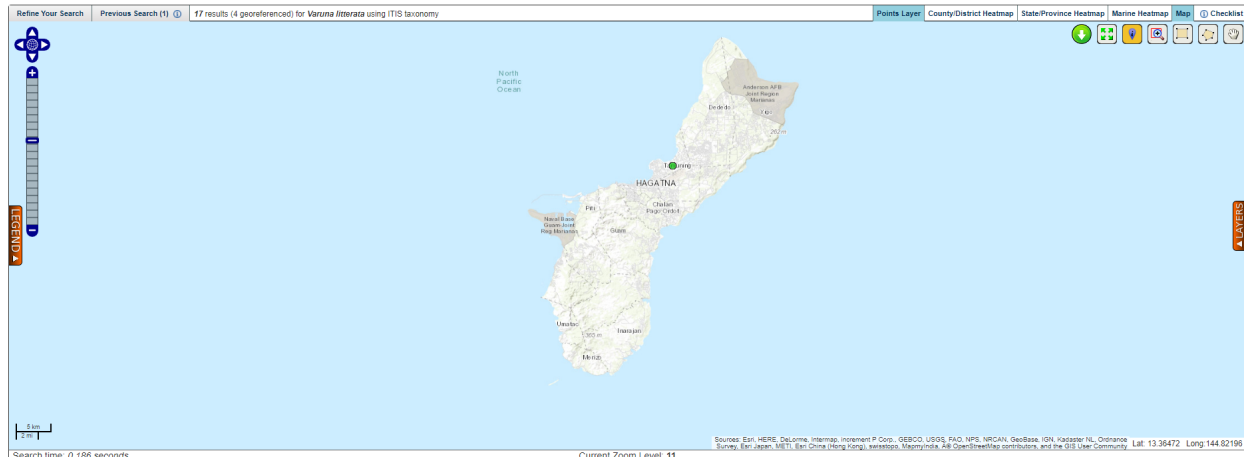 Refine Your Search Previous Search (1) 17 results (4 georeferenced) for Varuna litterata using ITIS taxonomy Points Layer County/District Heatmap State/Province Heatmap Marine Heatmap Map Checklist
North
Pacific
Ocean
Anderson AFB
Joint Region
Marianas
Dededo
Yigo
262 m
HAGATNA
Chalan
Pago Ordot
Piti
Naval Base
Guam-Joint
Reg Marianas
Guam
LEGEND
LAYERS
Umatac
Inarajan
Merizo
5 km
2 mi
Sources: Esri, HERE, DeLorme, Intermap, increment P Corp., GEBCO, USGS, FAO, NPS, NRCAN, GeoBase, IGN, Kadaster NL, Ordnance
Survey, Esri Japan, METI, Esri China (Hong Kong), swisstopo, MapmyIndia, Â® OpenStreetMap contributors, and the GIS User Community
Lat: 13.36472 Long:144.82196
Search time: 0.186 seconds Current Zoom Level: 11